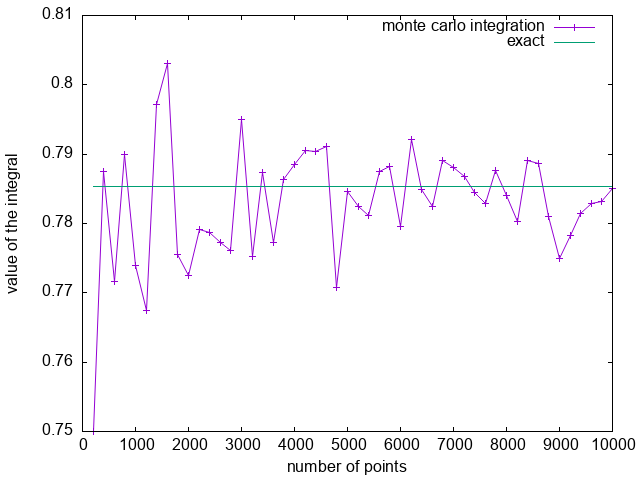 0.81
monte carlo integration
exact
0.8
0.79
0.78
0.77
0.76
0.75
value of the integral
0 1000 2000 3000 4000 5000 6000 7000 8000 9000 10000
number of points